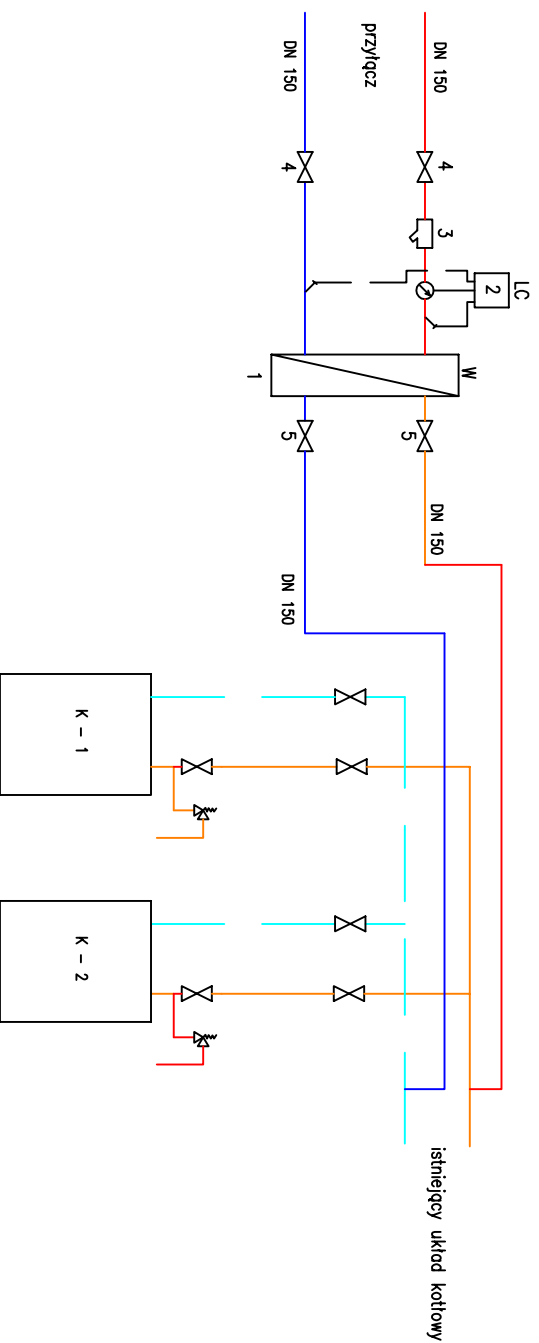 DN 150
DN 150
przyłącz
4
4
3
LC
2
W
1
5
5
DN 150
DN 150
K - 1
K - 2
istniejący układ kotłowy